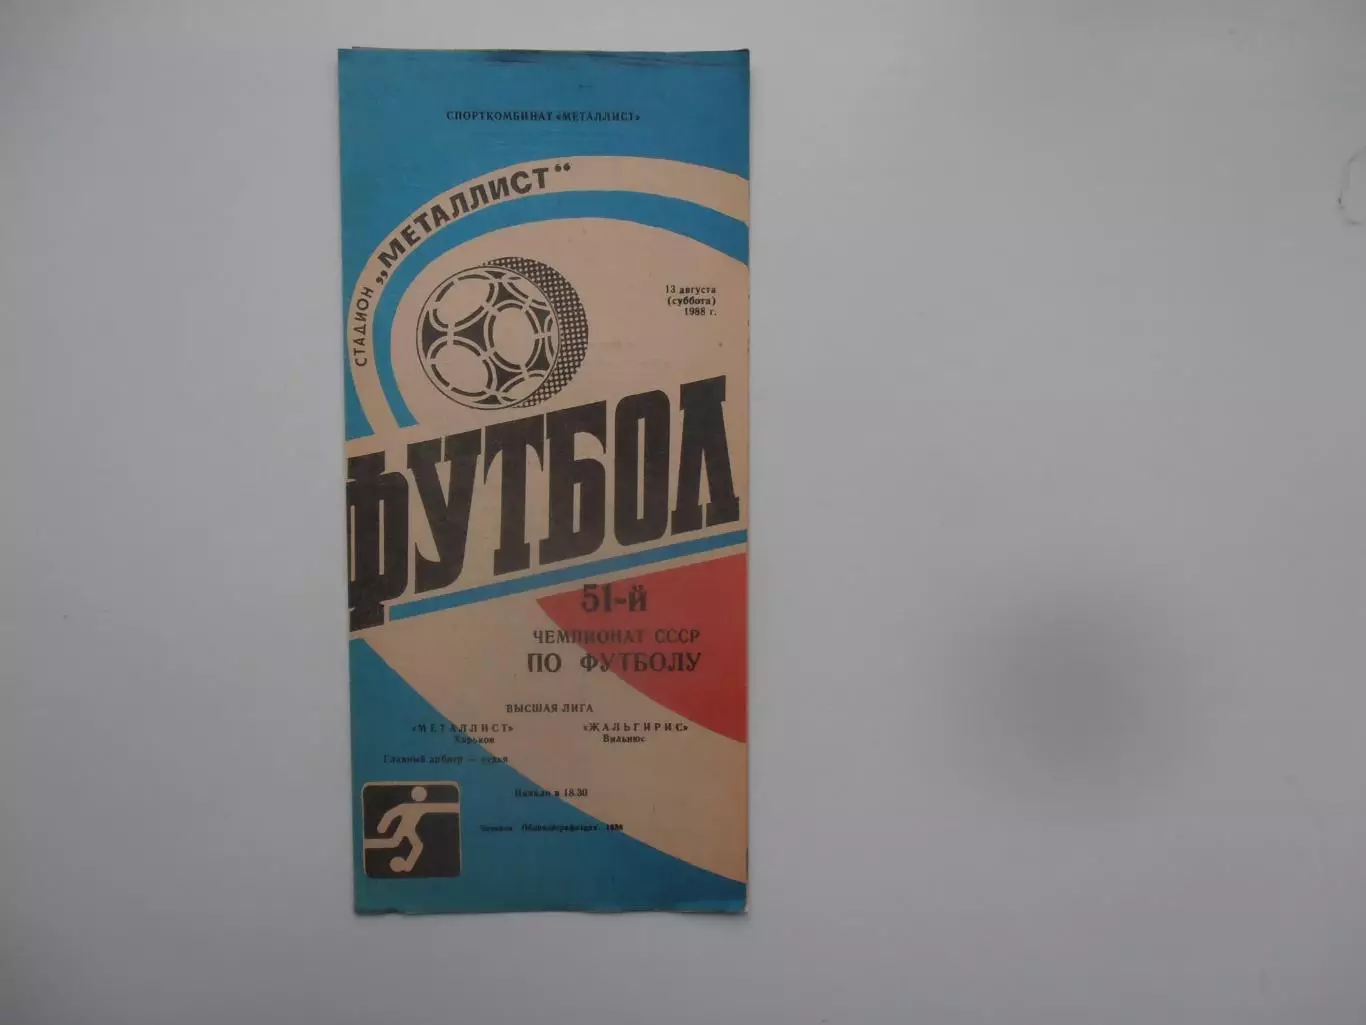 СПОРТКОМБИНАТ «МЕТАЛЛИСТ»
СТАДИОН „МЕТАЛЛИСТ“
13 августа
(суббота)
1988 г.
ФУТБОЛ
51-й
ЧЕМПИОНАТ СССР
ПО ФУТБОЛУ
ВЫСШАЯ ЛИГА
«МЕТАЛЛИСТ» «ЖАЛЬГИРИС»
Харьков Вильнюс
Главный арбитр — судья
Начало в 18.30
1988